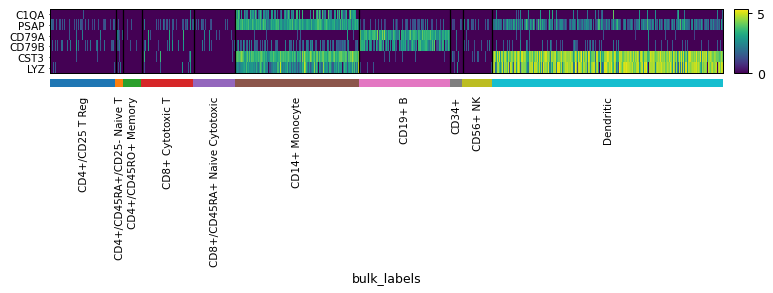 C1QA
PSAP
CD79A
CD79B
CST3
LYZ
5
0
CD4+/CD25 T Reg
CD4+/CD45RA+/CD25- Naive T
CD4+/CD45RO+ Memory
CD8+ Cytotoxic T
CD8+/CD45RA+ Naive Cytotoxic
CD14+ Monocyte
CD19+ B
CD34+
CD56+ NK
Dendritic
bulk_labels